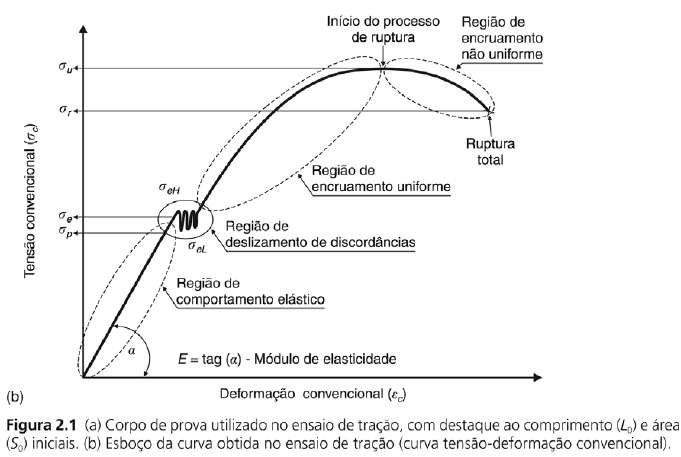 Início do processo
de ruptura
Região de
encruamento
não uniforme
σu
σr
Ruptura
total
Tensão convencional (σc)
Região de
encruamento uniforme
σeH
σe
σp
σeL
Região de
deslizamento de discordâncias
Região de
comportamento elástico
α
E = tag (α) - Módulo de elasticidade
(b)
Deformação convencional (εc)
Figura 2.1 (a) Corpo de prova utilizado no ensaio de tração, com destaque ao comprimento (L0) e área
(S0) iniciais. (b) Esboço da curva obtida no ensaio de tração (curva tensão-deformação convencional).